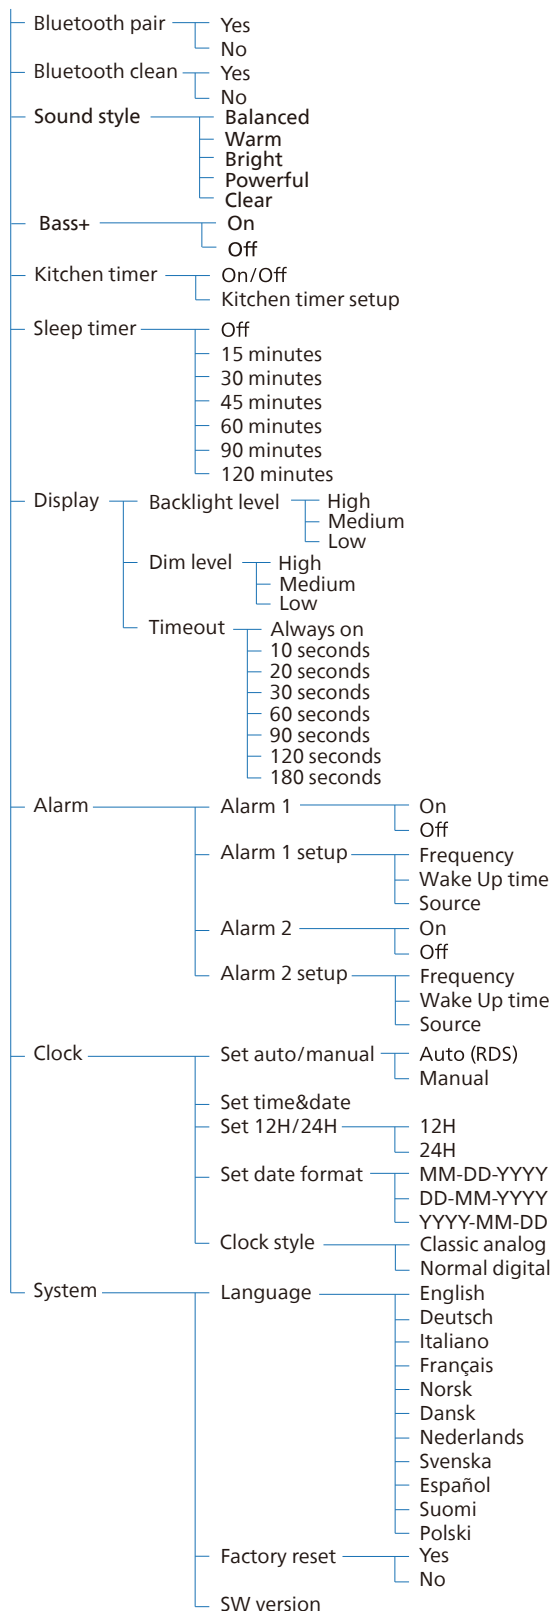 Bluetooth pair Yes
No
Bluetooth clean Yes
No
Sound style Balanced
Warm
Bright
Powerful
Clear
Bass+ On
Off
Kitchen timer On/Off
Kitchen timer setup
Sleep timer Off
15 minutes
30 minutes
45 minutes
60 minutes
90 minutes
120 minutes
Display Backlight level High
Medium
Low
Dim level High
Medium
Low
Timeout Always on
10 seconds
20 seconds
30 seconds
60 seconds
90 seconds
120 seconds
180 seconds
Alarm Alarm 1 On
Off
Alarm 1 setup Frequency
Wake Up time
Source
Alarm 2 On
Off
Alarm 2 setup Frequency
Wake Up time
Source
Clock Set auto/manual Auto (RDS)
Manual
Set time&date
Set 12H/24H 12H
24H
Set date format MM-DD-YYYY
DD-MM-YYYY
YYYY-MM-DD
Clock style Classic analog
Normal digital
System Language English
Deutsch
Italiano
Français
Norsk
Dansk
Nederlands
Svenska
Español
Suomi
Polski
Factory reset Yes
No
SW version